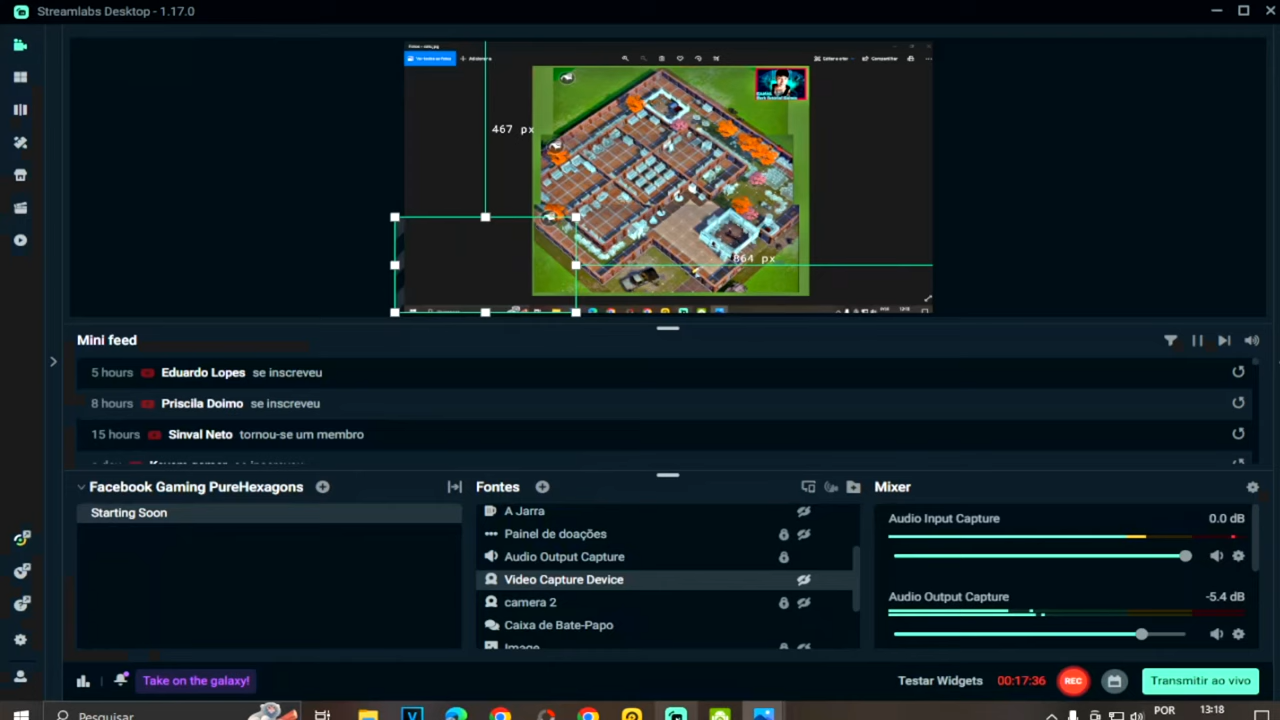 Streamlabs Desktop - 1.17.0
467 px
864 px
Mini feed
5 hours Eduardo Lopes se inscreveu
8 hours Priscila Doimo se inscreveu
15 hours Sinval Neto tornou-se um membro
Facebook Gaming PureHexagons
Starting Soon
Fontes
A Jarra
Painel de doações
Audio Output Capture
Video Capture Device
camera 2
Caixa de Bate-Papo
Image
Mixer
Audio Input Capture 0.0 dB
Audio Output Capture -5.4 dB
Take on the galaxy!
Testar Widgets 00:17:36 REC Transmitir ao vivo
Pesquisar
POR 13:18